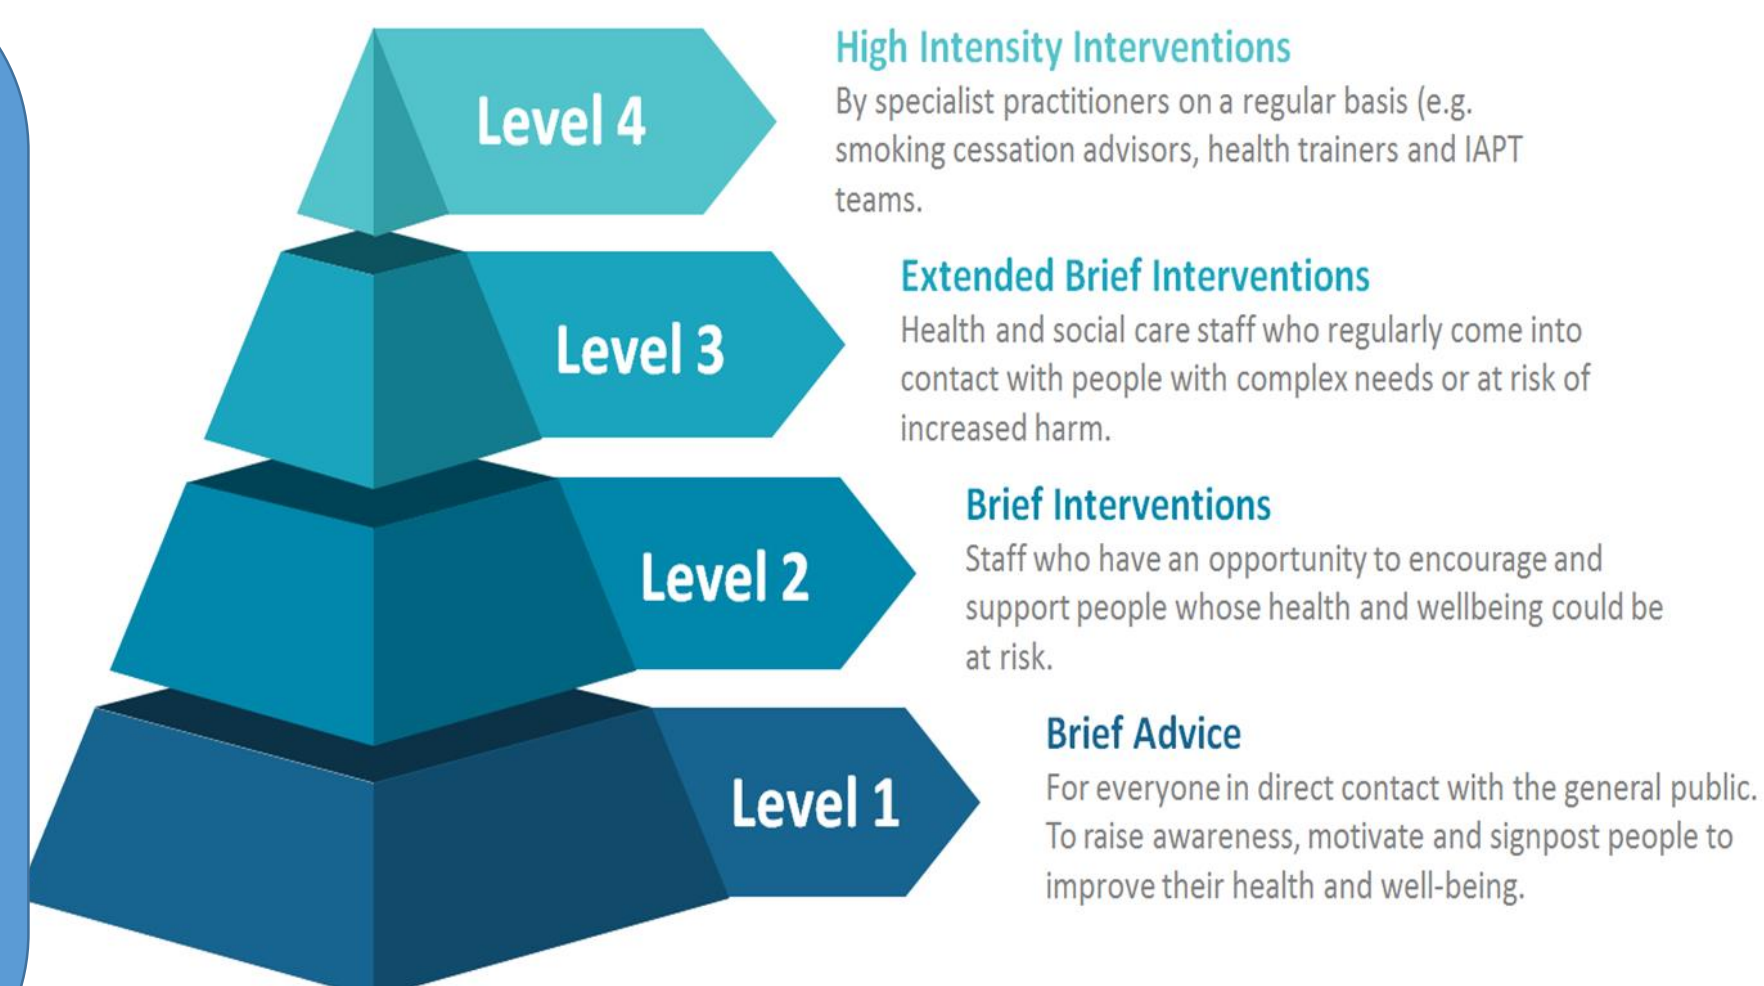 Level 4
High Intensity Interventions
By specialist practitioners on a regular basis (e.g.
smoking cessation advisors, health trainers and IAPT
teams.
Level 3
Extended Brief Interventions
Health and social care staff who regularly come into
contact with people with complex needs or at risk of
increased harm.
Level 2
Brief Interventions
Staff who have an opportunity to encourage and
support people whose health and wellbeing could be
at risk.
Level 1
Brief Advice
For everyone in direct contact with the general public.
To raise awareness, motivate and signpost people to
improve their health and well-being.